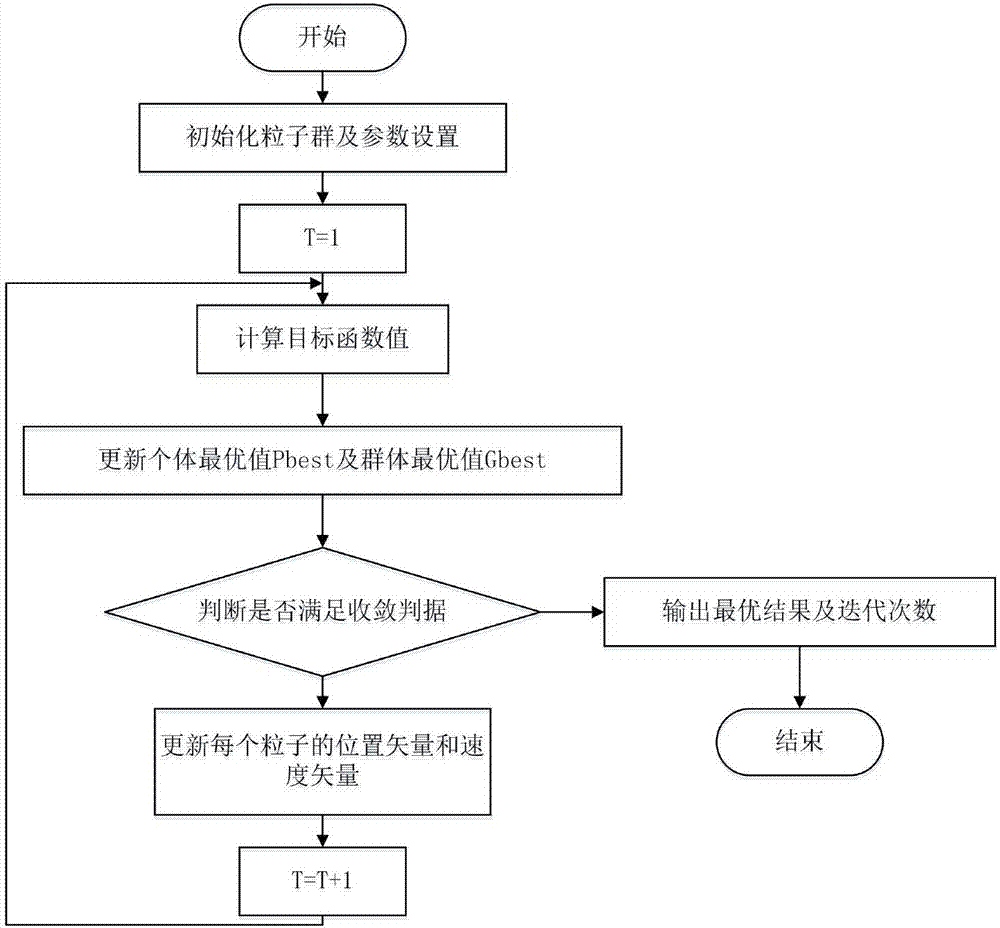 开始
初始化粒子群及参数设置
T=1
计算目标函数值
更新个体最优值Pbest及群体最优值Gbest
判断是否满足收敛判据
输出最优结果及迭代次数
更新每个粒子的位置矢量和速
度矢量
结束
T=T+1